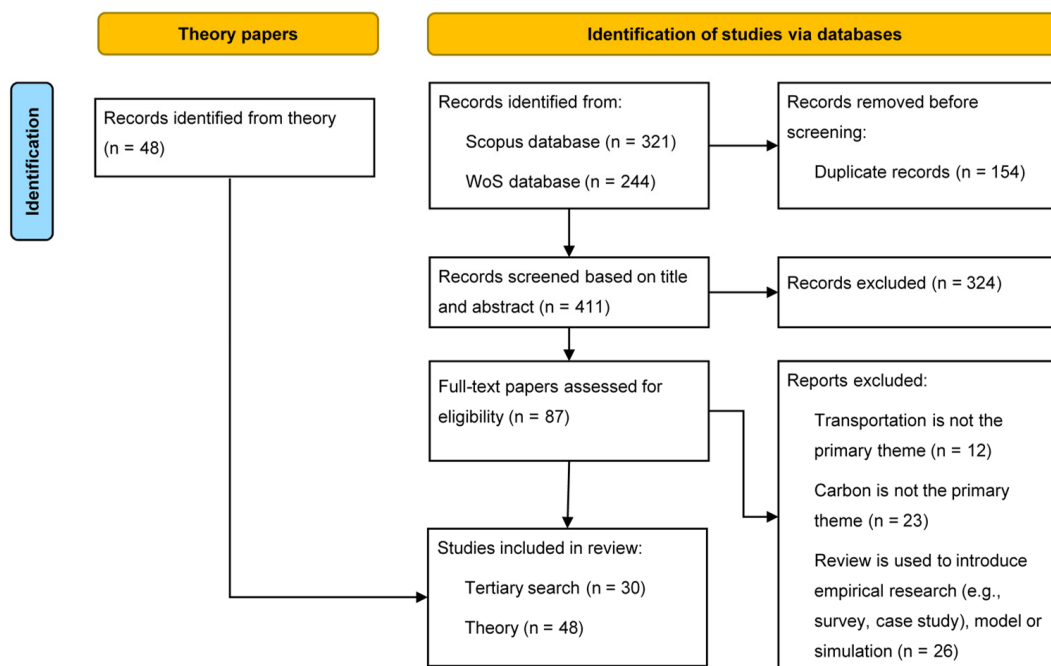 Theory papers
Identification of studies via databases
Identification
Records identified from theory
(n = 48)
Records identified from:
Scopus database (n = 321)
WoS database (n = 244)
Records removed before
screening:
Duplicate records (n = 154)
Records screened based on title
and abstract (n = 411)
Records excluded (n = 324)
Full-text papers assessed for
eligibility (n = 87)
Reports excluded:
Transportation is not the
primary theme (n = 12)
Carbon is not the primary
theme (n = 23)
Review is used to introduce
empirical research (e.g.,
survey, case study), model or
simulation (n = 26)
Studies included in review:
Tertiary search (n = 30)
Theory (n = 48)